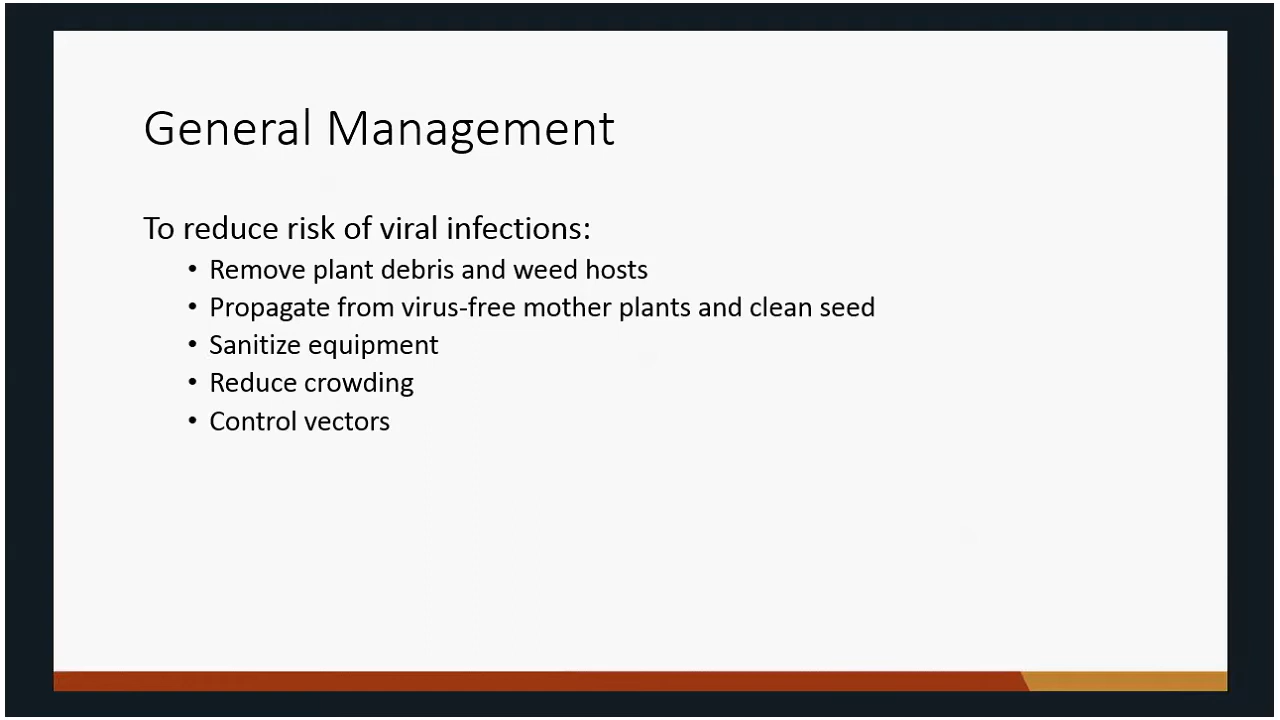 General Management
To reduce risk of viral infections:
• Remove plant debris and weed hosts
• Propagate from virus-free mother plants and clean seed
• Sanitize equipment
• Reduce crowding
• Control vectors